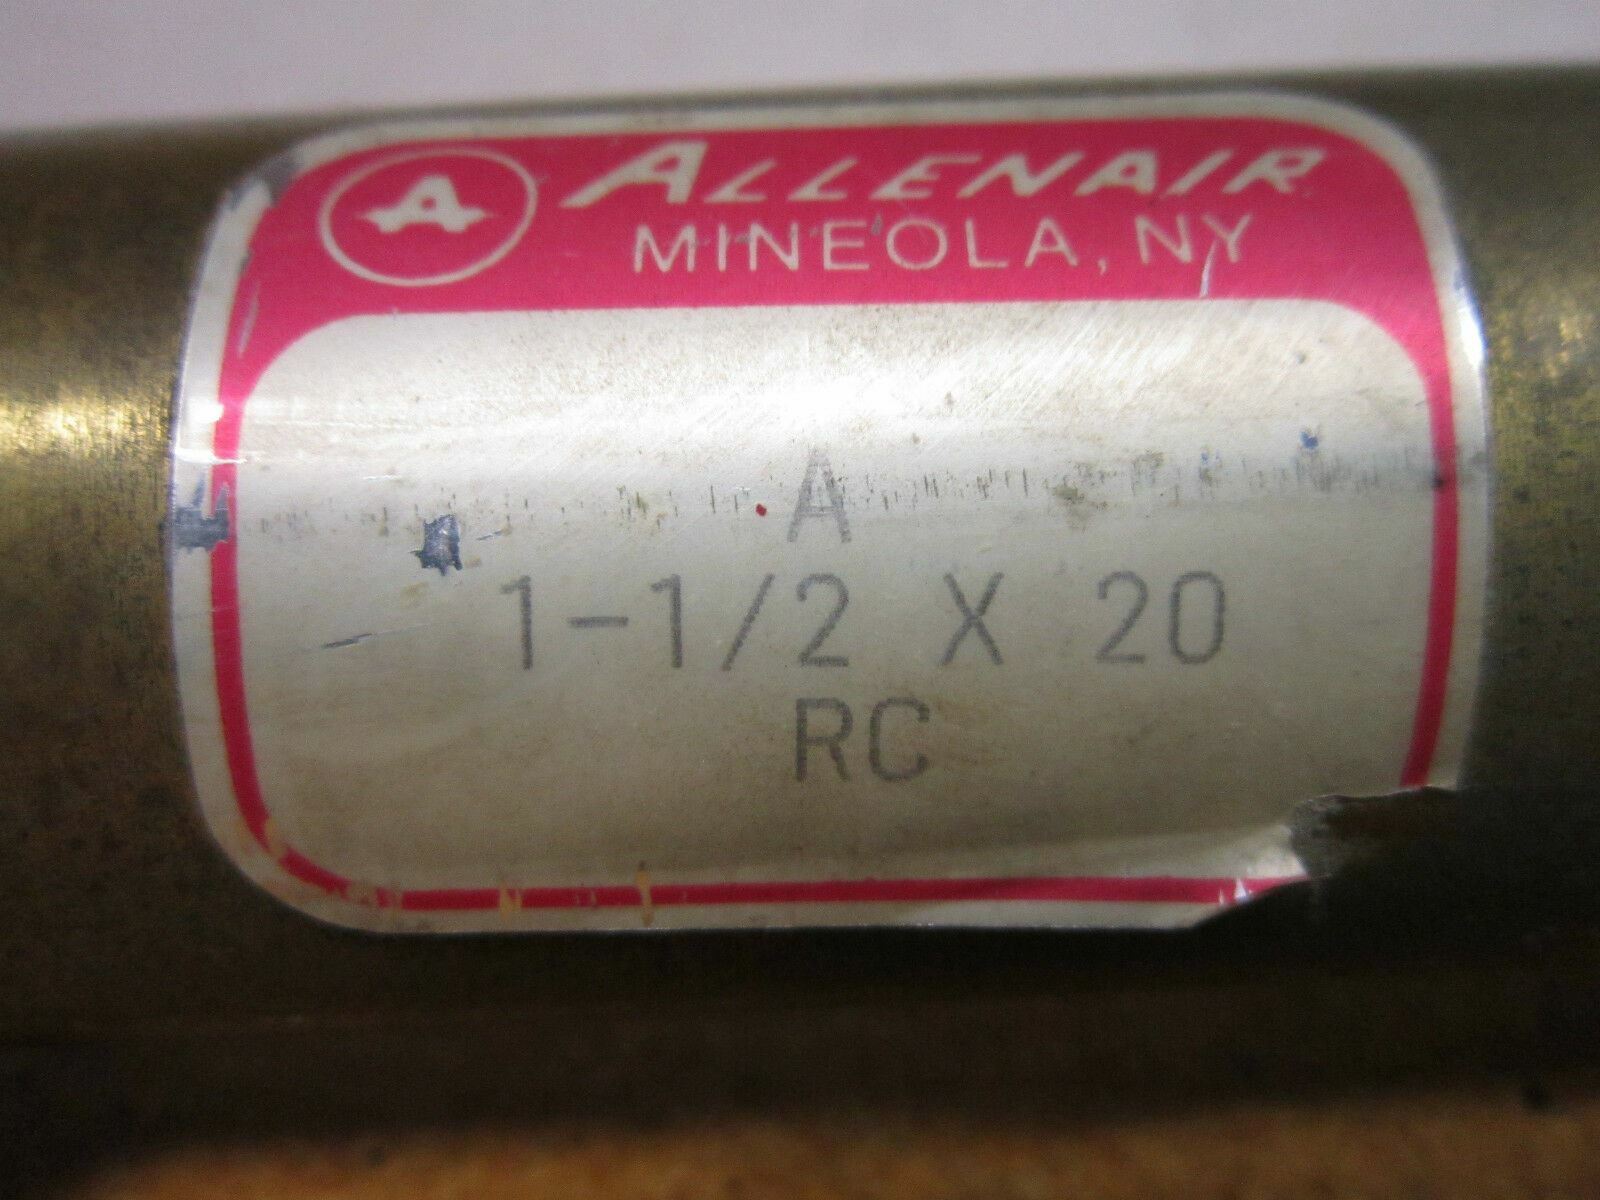 A ALLENAIR
MINEOLA, NY
A
1-1/2 X 20
RC